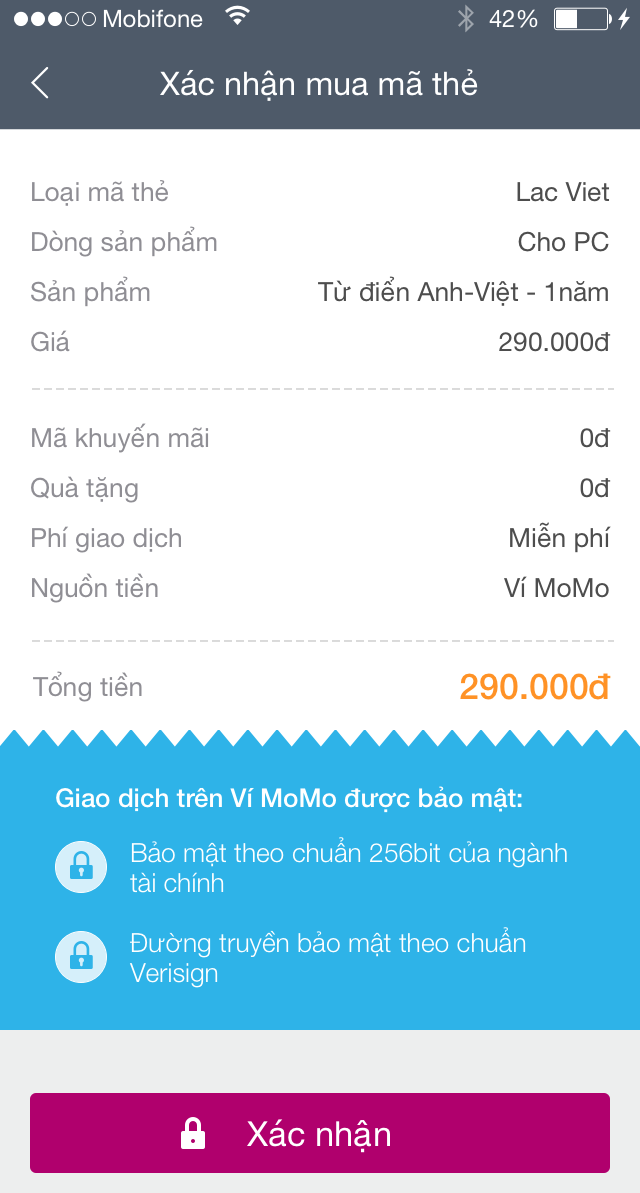 Mobifone 42%
Xác nhận mua mã thẻ
Loại mã thẻ Lac Viet
Dòng sản phẩm Cho PC
Sản phẩm Từ điển Anh-Việt - 1năm
Giá 290.000đ
Mã khuyến mãi 0đ
Quà tặng 0đ
Phí giao dịch Miễn phí
Nguồn tiền Ví MoMo
Tổng tiền 290.000đ
Giao dịch trên Ví MoMo được bảo mật:
Bảo mật theo chuẩn 256bit của ngành
tài chính
Đường truyền bảo mật theo chuẩn
Verisign
Xác nhận